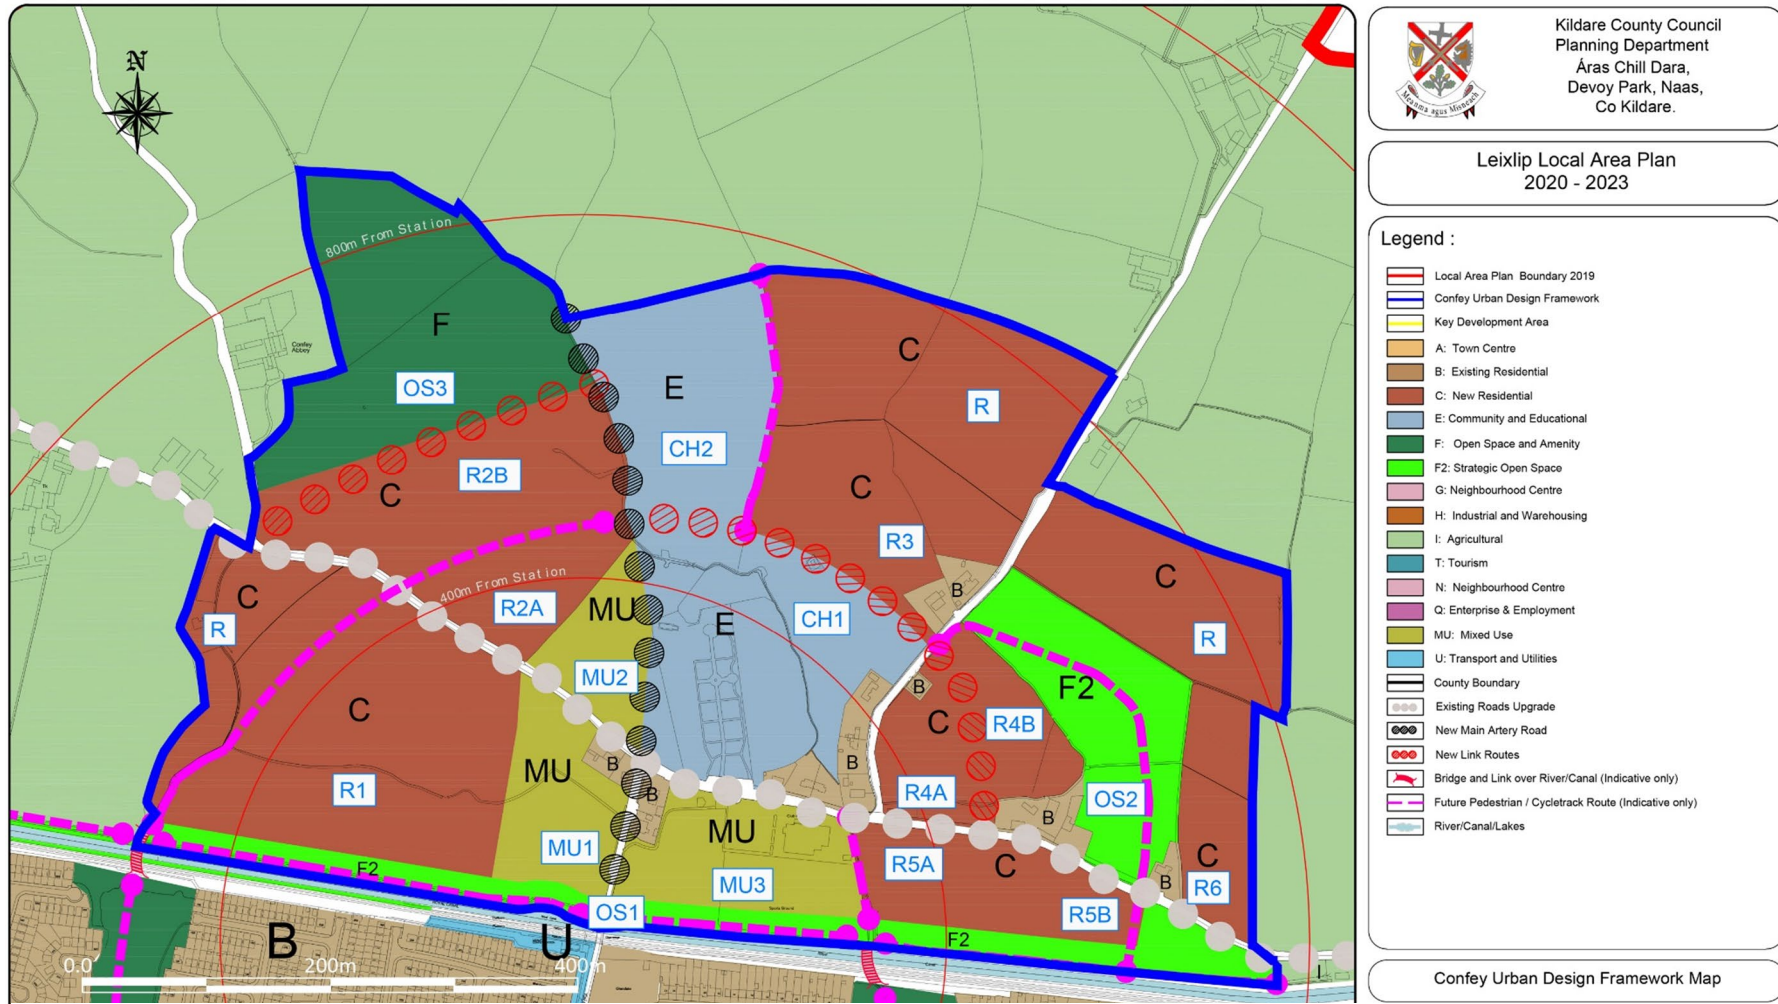 N
800m From Station
Confey
Abbey
F
OS3
E
CH2
C
R
R2B
C
C
R3
400m From Station
C
R
R2A
MU
MU2
E
CH1
B
C
R
B
F2
C
R4B
C
R1
MU
B
B
B
R4A
OS2
B
MU1
MU
MU3
R5A
C
C
R6
B
F2
OS1
R5B
F2
B
U
I
0.0
200m
400m
Kildare County Council
Planning Department
Áras Chill Dara,
Devoy Park, Naas,
Co Kildare.
Meanma agus Misneach
Leixlip Local Area Plan
2020 - 2023
Legend :
Local Area Plan Boundary 2019
Confey Urban Design Framework
Key Development Area
A: Town Centre
B: Existing Residential
C: New Residential
E: Community and Educational
F: Open Space and Amenity
F2: Strategic Open Space
G: Neighbourhood Centre
H: Industrial and Warehousing
I: Agricultural
T: Tourism
N: Neighbourhood Centre
Q: Enterprise & Employment
MU: Mixed Use
U: Transport and Utilities
County Boundary
Existing Roads Upgrade
New Main Artery Road
New Link Routes
Bridge and Link over River/Canal (Indicative only)
Future Pedestrian / Cycletrack Route (Indicative only)
River/Canal/Lakes
Confey Urban Design Framework Map